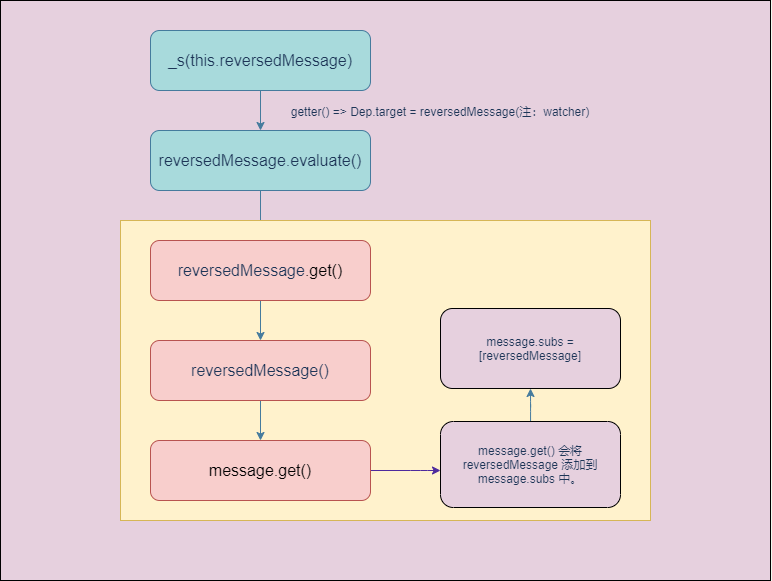 _s(this.reversedMessage)
getter() => Dep.target = reversedMessage(注：watcher)
reversedMessage.evaluate()
reversedMessage.get()
reversedMessage()
message.get()
message.subs =
[reversedMessage]
message.get() 会将
reversedMessage 添加到
message.subs 中。